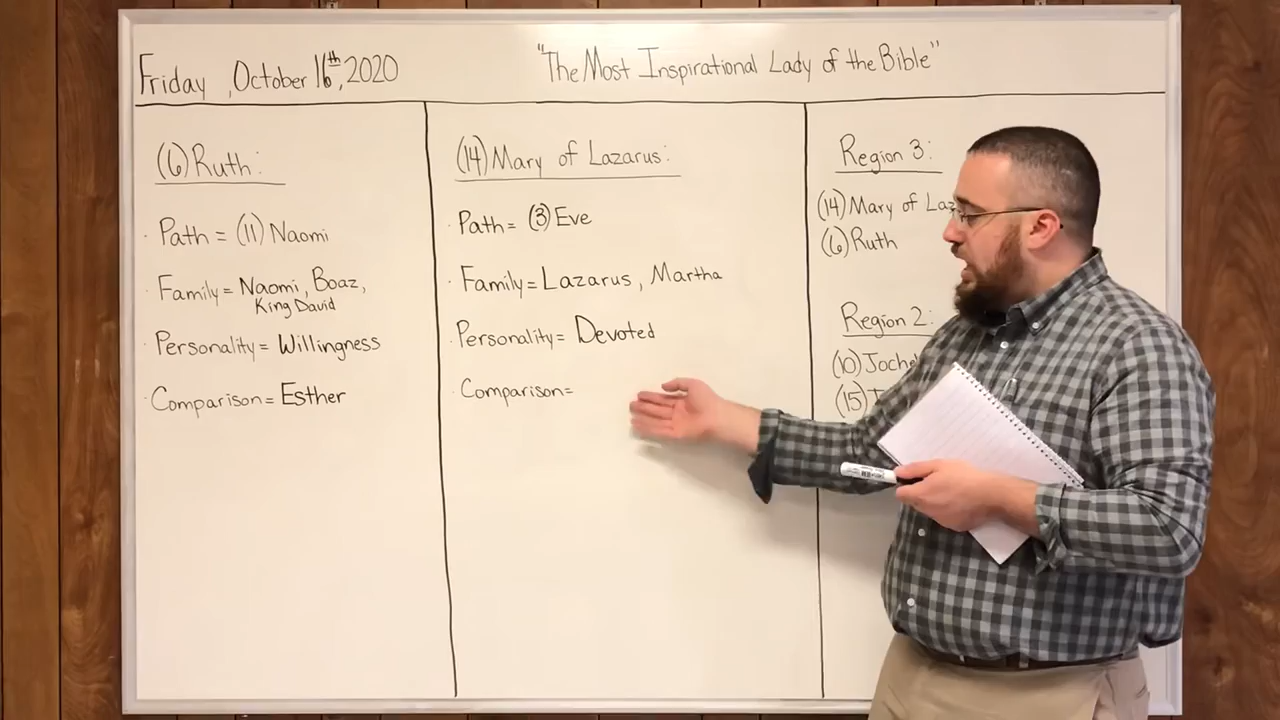 Friday, October 16th, 2020
"The Most Inspirational Lady of the Bible"
(6) Ruth:
· Path = (11) Naomi
· Family = Naomi, Boaz,
King David
· Personality = Willingness
· Comparison = Esther
(14) Mary of Lazarus:
· Path = (3) Eve
· Family = Lazarus, Martha
· Personality = Devoted
· Comparison =
Region 3:
(14) Mary of
(6) Ruth
Region 2:
(10)
(15)